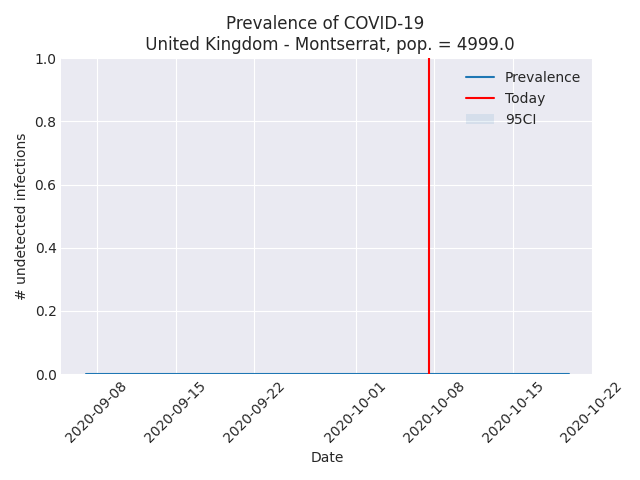 Prevalence of COVID-19
United Kingdom - Montserrat, pop. = 4999.0
1.0
0.8
0.6
0.4
0.2
0.0
# undetected infections
Prevalence
Today
95CI
2020-09-08
2020-09-15
2020-09-22
2020-10-01
2020-10-08
2020-10-15
2020-10-22
Date